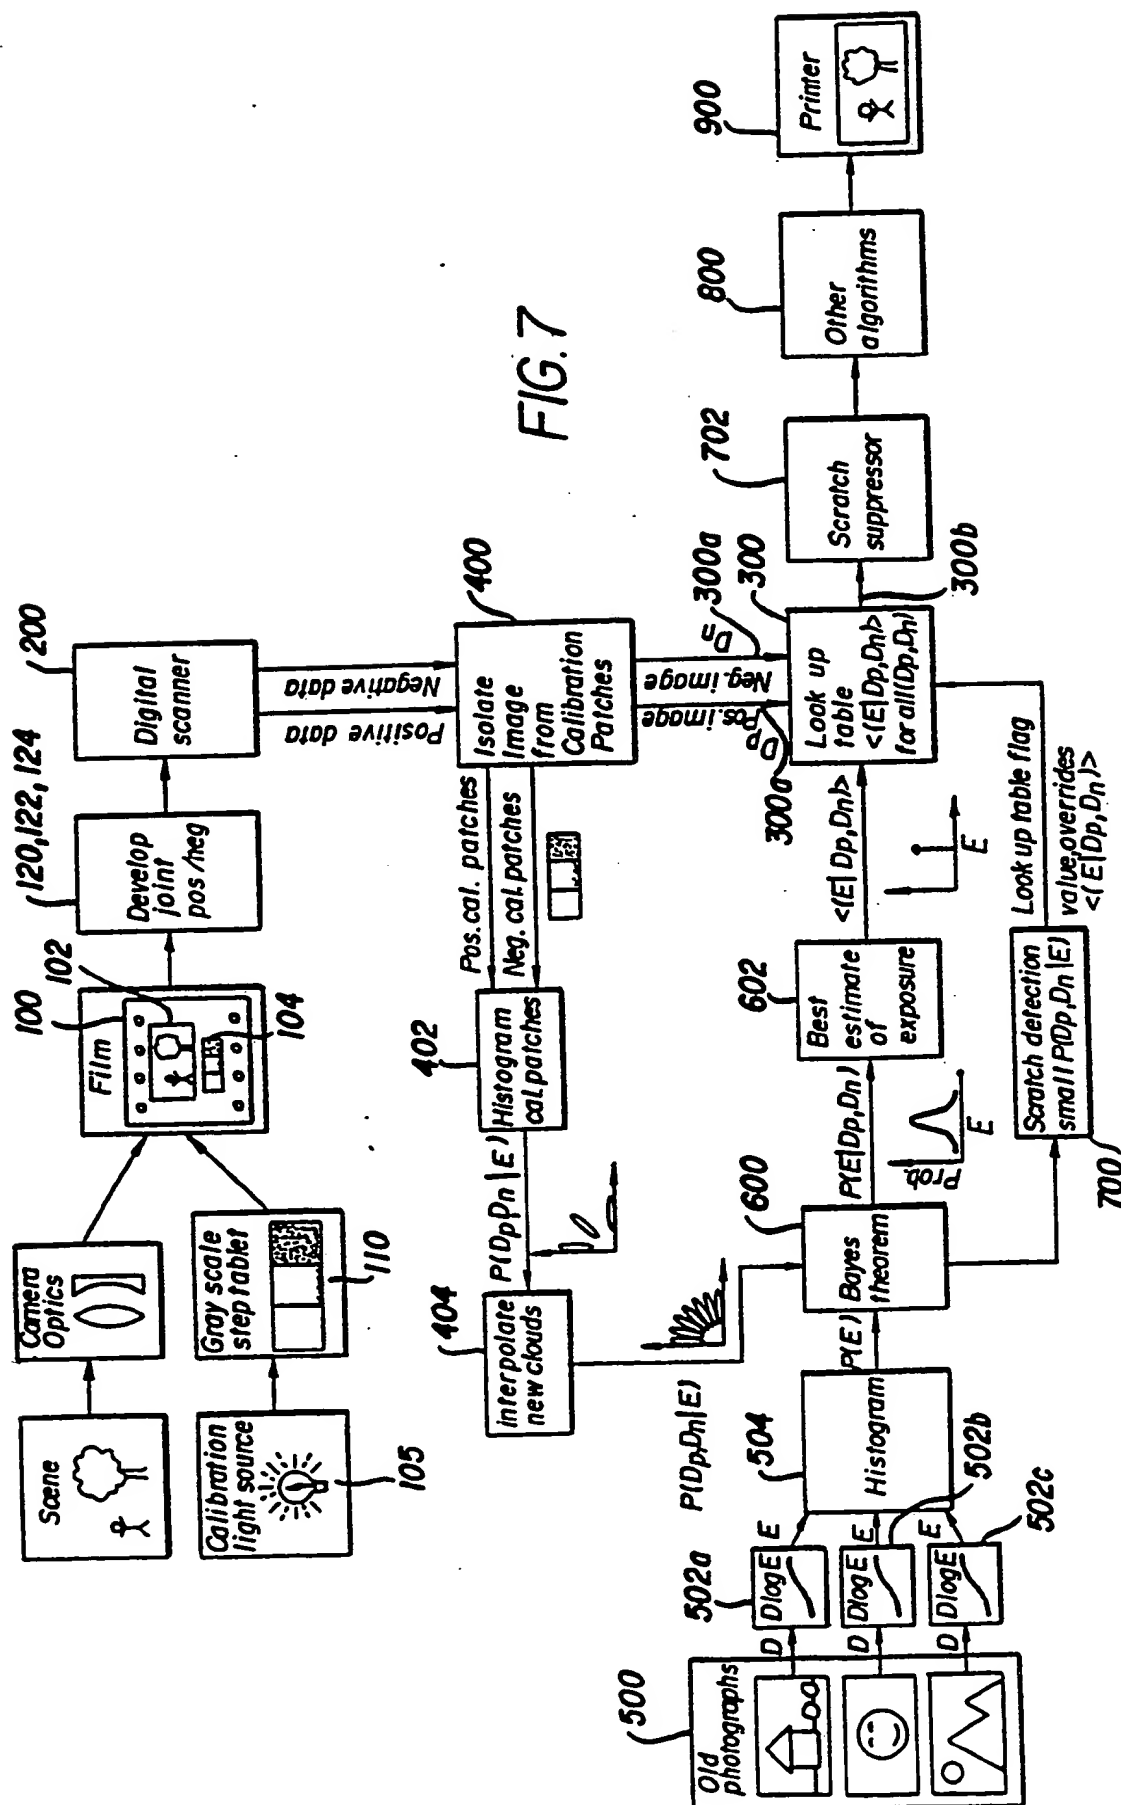 FIG. 7
Scene
Camera
Optics
Calibration
light source
105
Gray scale
step tablet
110
Film
100
102
104
120, 122, 124
Develop
joint
pos/neg
200
Digital
scanner
Positive data
Negative data
400
Isolate
Image
from
Calibration
Patches
Pos. cal. patches
Neg. cal. patches
402
Histogram
cal. patches
P(Dp,Dn|E)
404
interpolate
new clouds
P(Dp,Dn|E)
Pos. image
Dp
Neg. image
Dn
300a
300a
300
Look up
table
<(E|Dp,Dn)>
for all(Dp,Dn)
300b
500
Old
photographs
D
D
D
502a
D log E
D log E
D log E
E
E
E
502b
502c
504
Histogram
P(E)
600
Bayes
theorem
P(E|Dp,Dn)
Prob.
E
602
Best
estimate
of
exposure
<(E|Dp,Dn)>
E
700
Scratch detection
small P(Dp,Dn|E)
Look up table flag
value, overrides
<(E|Dp,Dn)>
702
Scratch
suppressor
800
Other
algorithms
900
Printer